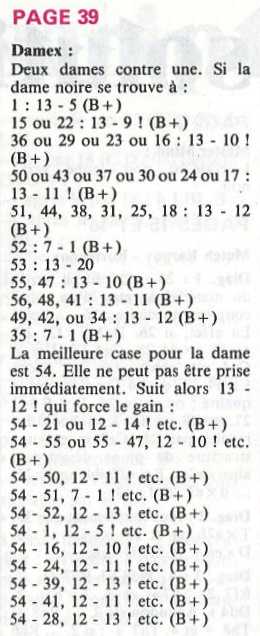 PAGE 39
Damex :
Deux dames contre une. Si la
dame noire se trouve à :
1 : 13 - 5 (B+)
15 ou 22 : 13 - 9 ! (B+)
36 ou 29 ou 23 ou 16 : 13 - 10 !
(B+)
50 ou 43 ou 37 ou 30 ou 24 ou 17 :
13 - 11 ! (B+)
51, 44, 38, 31, 25, 18 : 13 - 12
(B+)
52 : 7 - 1 (B+)
53 : 13 - 20
55, 47 : 13 - 10 (B+)
56, 48, 41 : 13 - 11 (B+)
49, 42, ou 34 : 13 - 12 (B+)
35 : 7 - 1 (B+)
La meilleure case pour la dame
est 54. Elle ne peut pas être prise
immédiatement. Suit alors 13 -
12 ! qui force le gain :
54 - 21 ou 12 - 14 ! etc. (B+)
54 - 55 ou 55 - 47, 12 - 10 ! etc.
(B+)
54 - 50, 12 - 11 ! etc. (B+)
54 - 51, 7 - 1 ! etc. (B+)
54 - 52, 12 - 13 ! etc. (B+)
54 - 1, 12 - 5 ! etc. (B+)
54 - 16, 12 - 10 ! etc. (B+)
54 - 24, 12 - 11 ! etc. (B+)
54 - 39, 12 - 13 ! etc. (B+)
54 - 41, 12 - 11 ! etc. (B+)
54 - 28, 12 - 13 ! etc. (B+)